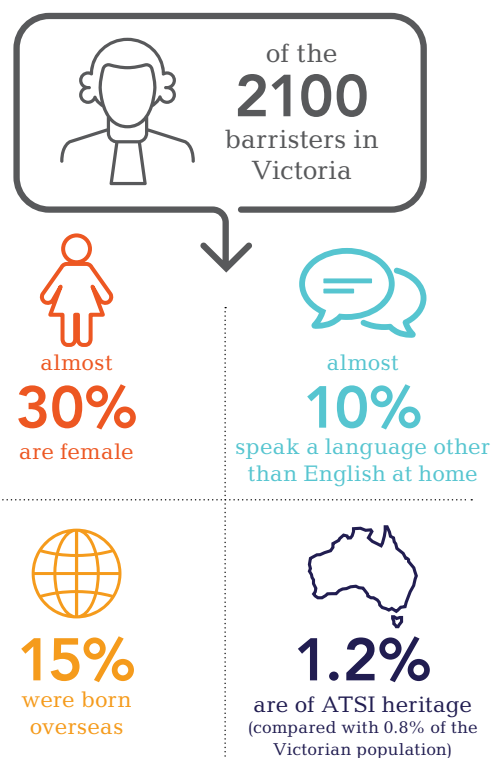 of the
2100
barristers in
Victoria
almost
30%
are female
almost
10%
speak a language other
than English at home
15%
were born
overseas
1.2%
are of ATSI heritage
(compared with 0.8% of the
Victorian population)